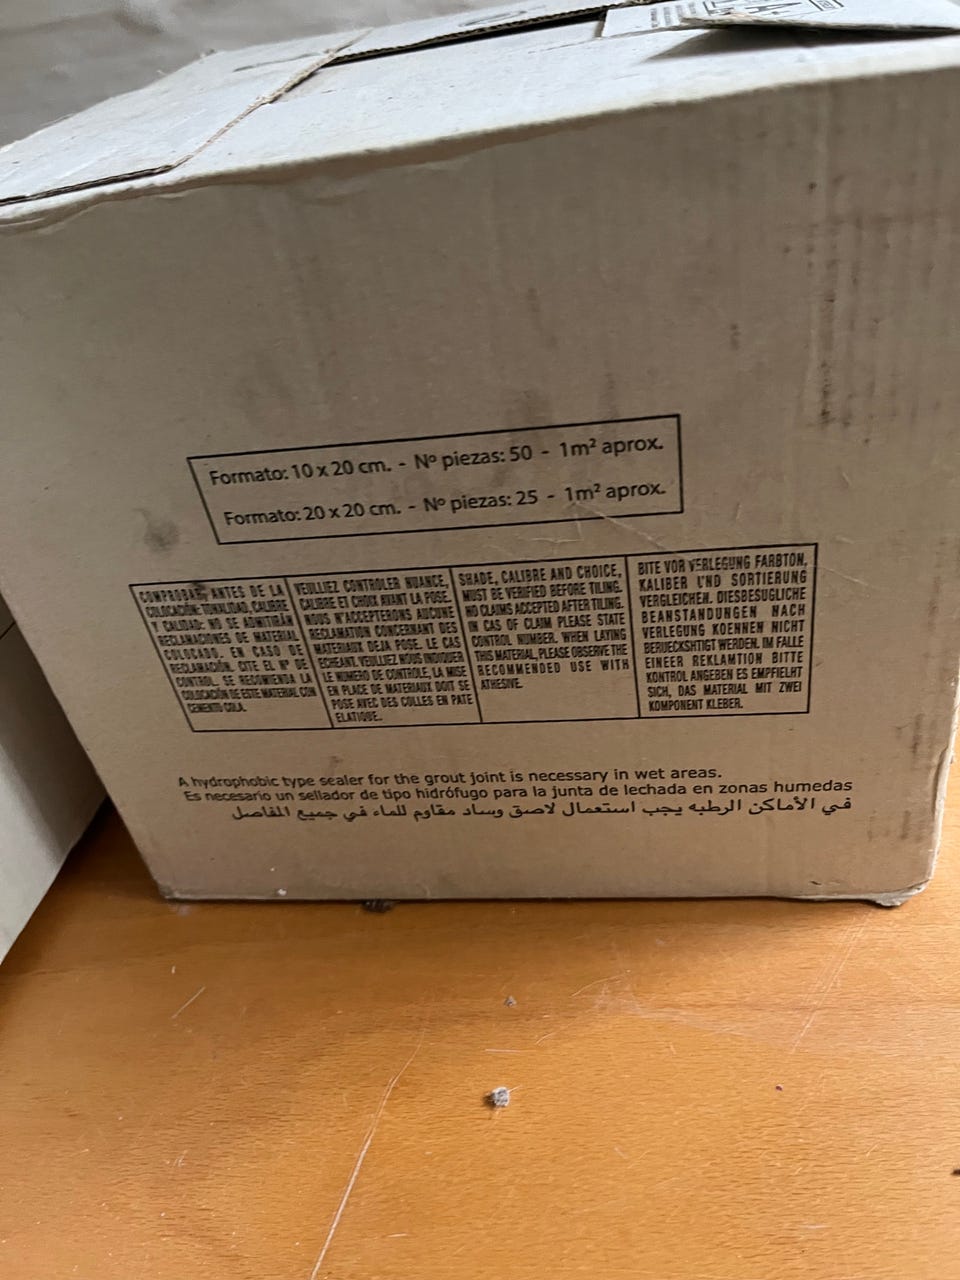 Formato: 10 x 20 cm. - Nº piezas: 50 - 1m² aprox.
Formato: 20 x 20 cm. - Nº piezas: 25 - 1m² aprox.
COMPROBAR, ANTES DE LA
COLOCACIÓN: TONALIDAD, CALIBRE
Y CALIDAD: NO SE ADMITIRÁN
RECLAMACIONES DE MATERIAL
COLOCADO. EN CASO DE
RECLAMACIÓN, CITE EL Nº DE
CONTROL. SE RECOMIENDA LA
COLOCACIÓN DE ESTE MATERIAL CON
CEMENTO COLA.
VEUILLIEZ CONTROLER NUANCE,
CALIBRE ET CHOIX AVANT LA POSE.
NOUS N'ACCEPTERONS AUCUNE
RECLAMATION CONCERNANT DES
MATERIAUX DEJA POSE. LE CAS
ECHEANT, VEUILLIEZ NOUS INDIQUER
LE NUMERO DE CONTROLE, LA MISE
EN PLACE DE MATERIAUX DOIT SE
POSE AVEC DES COLLES EN PATE
ELATIQUE.
SHADE, CALIBRE AND CHOICE,
MUST BE VERIFIED BEFORE TILING.
NO CLAIMS ACCEPTED AFTER TILING.
IN CAS OF CLAIM PLEASE STATE
CONTROL NUMBER. WHEN LAYING
THIS MATERIAL, PLEASE OBSERVE THE
RECOMMENDED USE WITH
ATHESIVE.
BITE VOR VERLEGUNG FARBTON,
KALIBER UND SORTIERUNG
VERGLEICHEN. DIESBESUGLICHE
BEANSTANDUNGEN NACH
VERLEGUNG KOENNEN NICHT
BERUECKSHTIGT WERDEN. IM FALLE
EINEER REKLAMTION BITTE
KONTROL ANGEBEN ES EMPFIELHT
SICH, DAS MATERIAL MIT ZWEI
KOMPONENT KLEBER.
A hydrophobic type sealer for the grout joint is necessary in wet areas.
Es necesario un sellador de tipo hidrófugo para la junta de lechada en zonas humedas
في الأماكن الرطبه يجب استعمال لاصق وساد مقاوم للماء في جميع المفاصل